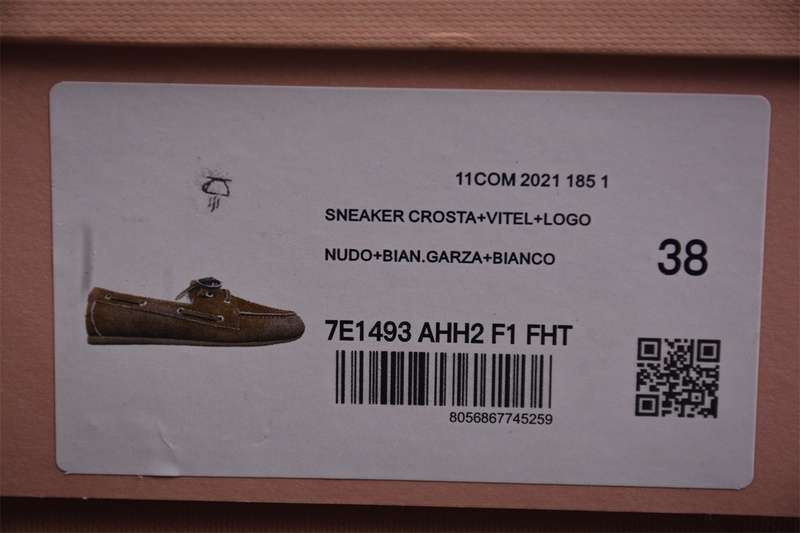 11COM 2021 185 1
SNEAKER CROSTA+VITEL+LOGO
NUDO+BIAN.GARZA+BIANCO
38
7E1493 AHH2 F1 FHT
8056867745259